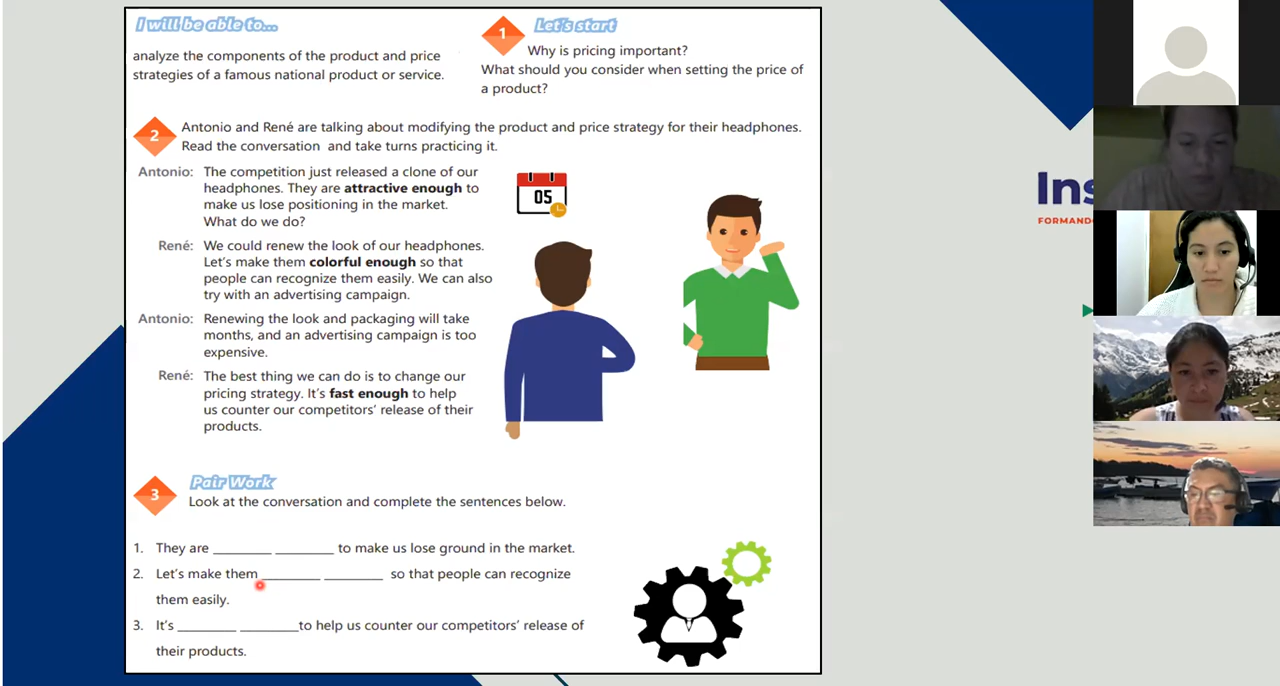 I will be able to...
analyze the components of the product and price
strategies of a famous national product or service.
1
Let's start
Why is pricing important?
What should you consider when setting the price of
a product?
2
Antonio and René are talking about modifying the product and price strategy for their headphones.
Read the conversation and take turns practicing it.
Antonio: The competition just released a clone of our
headphones. They are attractive enough to
make us lose positioning in the market.
What do we do?
René: We could renew the look of our headphones.
Let's make them colorful enough so that
people can recognize them easily. We can also
try with an advertising campaign.
Antonio: Renewing the look and packaging will take
months, and an advertising campaign is too
expensive.
René: The best thing we can do is to change our
pricing strategy. It's fast enough to help
us counter our competitors' release of their
products.
05
3
Pair Work
Look at the conversation and complete the sentences below.
1. They are ________ ________ to make us lose ground in the market.
2. Let's make them ________ ________ so that people can recognize
them easily.
3. It's ________ ________to help us counter our competitors' release of
their products.